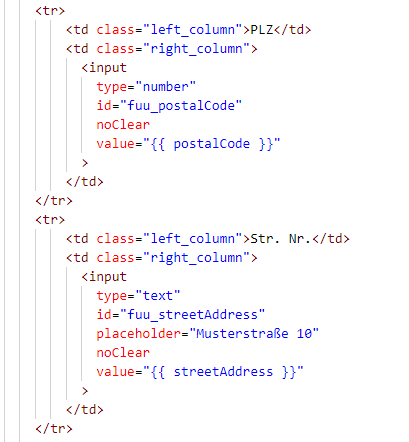 <tr>
<td class="left_column">PLZ</td>
<td class="right_column">
<input
type="number"
id="fuu_postalCode"
noClear
value="{{ postalCode }}"
>
</td>
</tr>
<tr>
<td class="left_column">Str. Nr.</td>
<td class="right_column">
<input
type="text"
id="fuu_streetAddress"
placeholder="Musterstraße 10"
noClear
value="{{ streetAddress }}"
>
</td>
</tr>